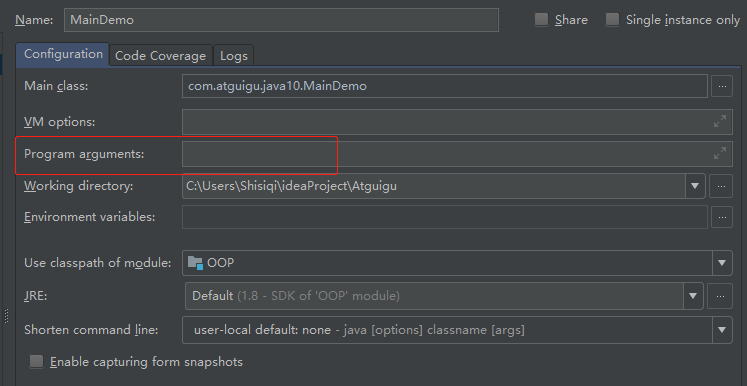 Name: MainDemo Share Single instance only
Configuration Code Coverage Logs
Main class: com.atguigu.java10.MainDemo ...
VM options:
Program arguments:
Working directory: C:\Users\Shisiqi\ideaProject\Atguigu ...
Environment variables: ...
Use classpath of module: OOP
JRE: Default (1.8 - SDK of 'OOP' module) ...
Shorten command line: user-local default: none - java [options] classname [args]
Enable capturing form snapshots